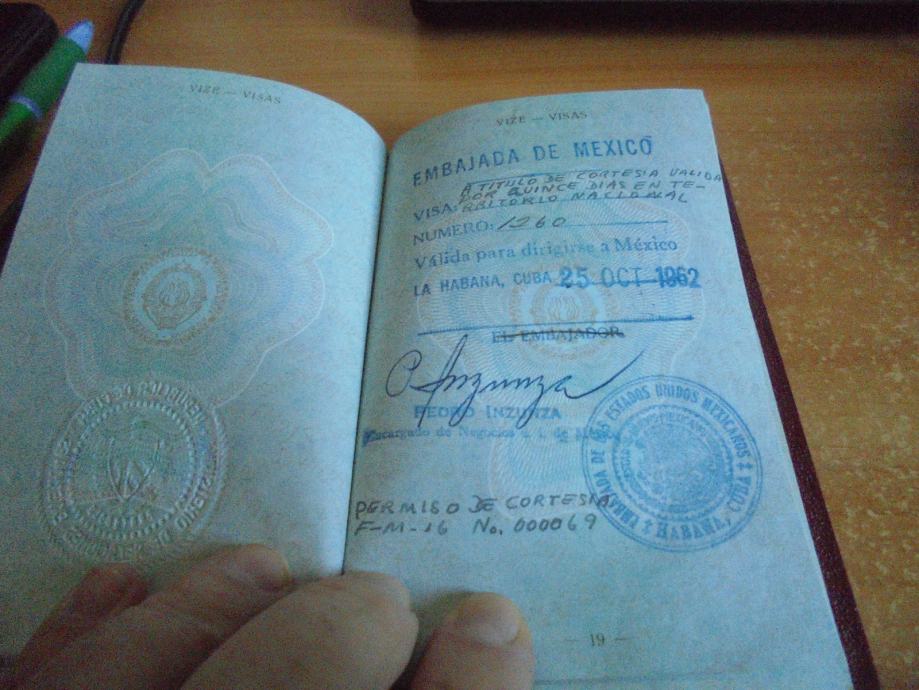 VIZE — VISAS
VIZE — VISAS
EMBAJADA DE MEXICO
A TITULO DE CORTESIA VALIDA
VISA: POR QUINCE DIAS EN TE-
RRITORIO NACIONAL
NUMERO: 1260
Válida para dirigirse a México
LA HABANA, CUBA 25 OCT 1962
EL EMBAJADOR
P Inzunza
PEDRO INZUNZA
Encargado de Negocios a. i. de
EMBAJADA DE LOS ESTADOS UNIDOS MEXICANOS
HABANA, CUBA
PERMISO DE CORTESIA
F-M-16 No. 000069
— 19 —